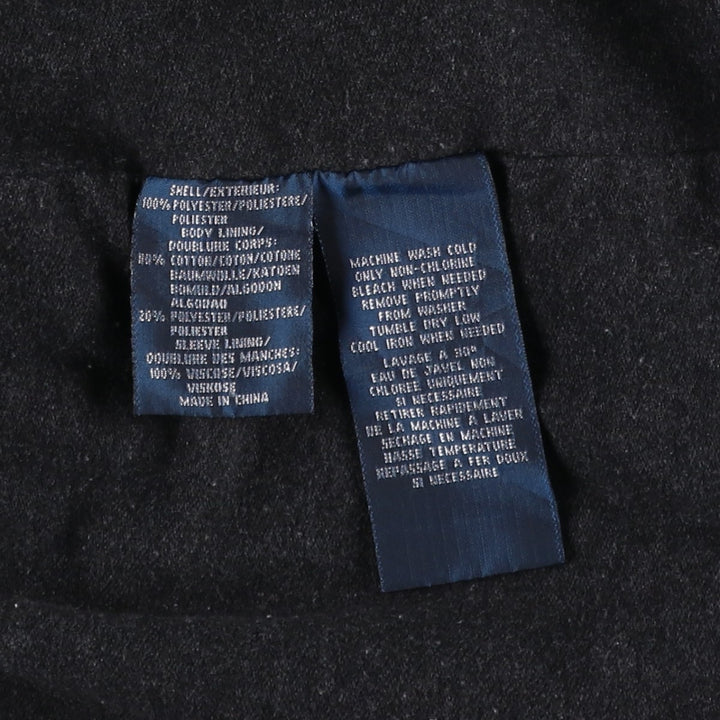 SHELL/EXTERIEUR:
100% POLYESTER/POLIESTERE/
POLIESTER
BODY LINING/
DOUBLURE CORPS:
80% COTTON/COTON/COTONE
BAUMWOLLE/KATOEN
BOMULD/ALGODON
ALGODAO
20% POLYESTER/POLIESTERE/
POLIESTER
SLEEVE LINING/
DOUBLURE DES MANCHES:
100% VISCOSE/VISCOSA/
VISKOSE
MADE IN CHINA
MACHINE WASH COLD
ONLY NON-CHLORINE
BLEACH WHEN NEEDED
REMOVE PROMPTLY
FROM WASHER
TUMBLE DRY LOW
COOL IRON WHEN NEEDED
LAVAGE A 30°
EAU DE JAVEL NON
CHLOREE UNIQUEMENT
SI NECESSAIRE
RETIRER RAPIDEMENT
DE LA MACHINE A LAVER
SECHAGE EN MACHINE
BASSE TEMPERATURE
REPASSAGE A FER DOUX
SI NECESSAIRE